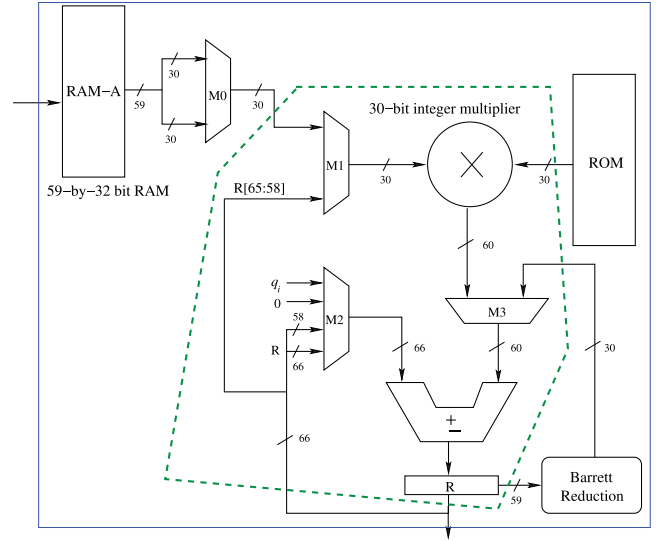 RAM−A
59
30
30
M0
30
59−by−32 bit RAM
30−bit integer multiplier
M1
30
30
ROM
R[65:58]
60
q_i
0
58
R
66
M2
66
M3
60
30
+
−
66
R
59
Barrett
Reduction